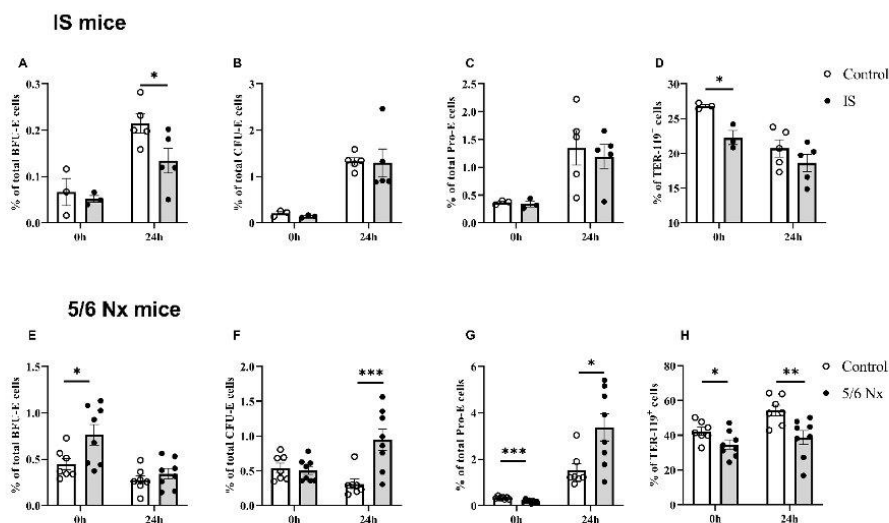 IS mice
A
B
C
D
*
*
% of total BFU-E cells
0.3
0.2
0.1
0.0
0h
24h
% of total CFU-E cells
3
2
1
0
0h
24h
% of total Pro-E cells
2.5
2.0
1.5
1.0
0.5
0.0
0h
24h
% of TER-119⁺ cells
30
25
20
15
10
0h
24h
Control
IS
5/6 Nx mice
E
F
G
H
*
***
***
*
*
**
% of total BFU-E cells
1.5
1.0
0.5
0.0
0h
24h
% of total CFU-E cells
2.0
1.5
1.0
0.5
0.0
0h
24h
% of total Pro-E cells
6
4
2
0
0h
24h
% of TER-119⁺ cells
80
60
40
20
0
0h
24h
Control
5/6 Nx